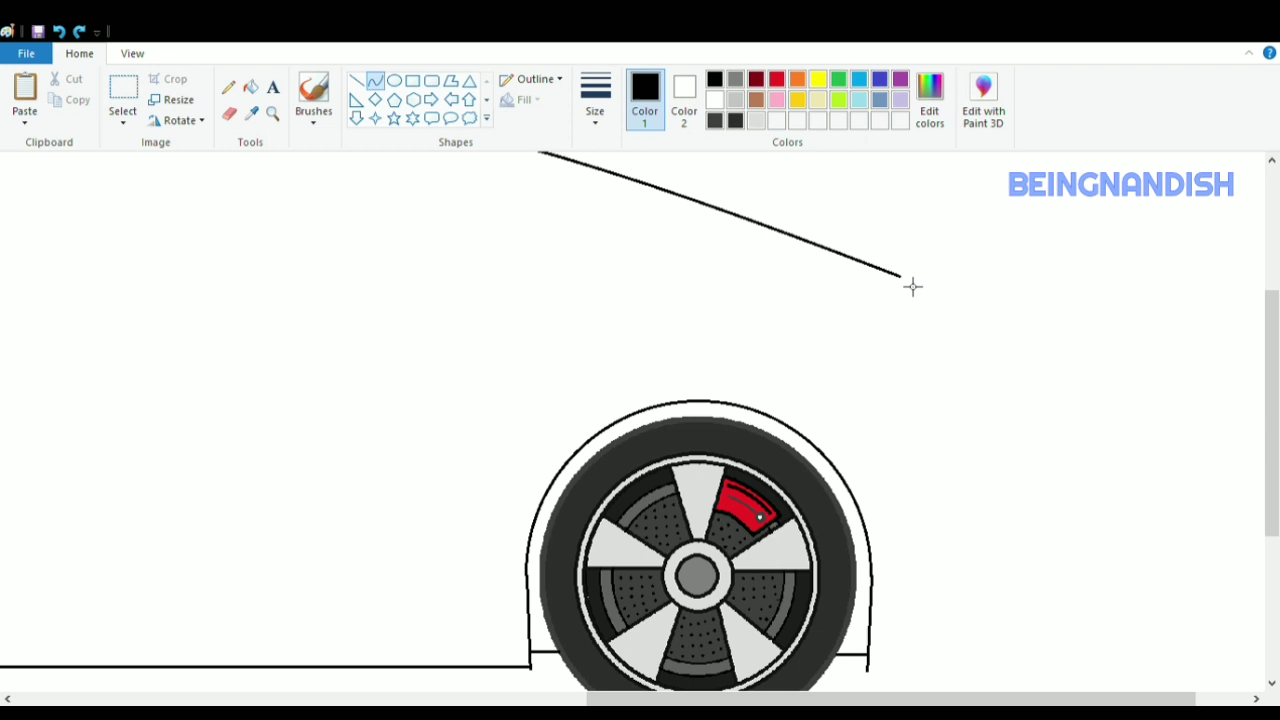 File Home View
Paste
Cut
Copy
Clipboard
Select
Crop
Resize
Rotate
Image
A
Tools
Brushes
Shapes
Outline
Fill
Size
Color 1
Color 2
Edit colors
Colors
Edit with Paint 3D
BEINGNANDISH